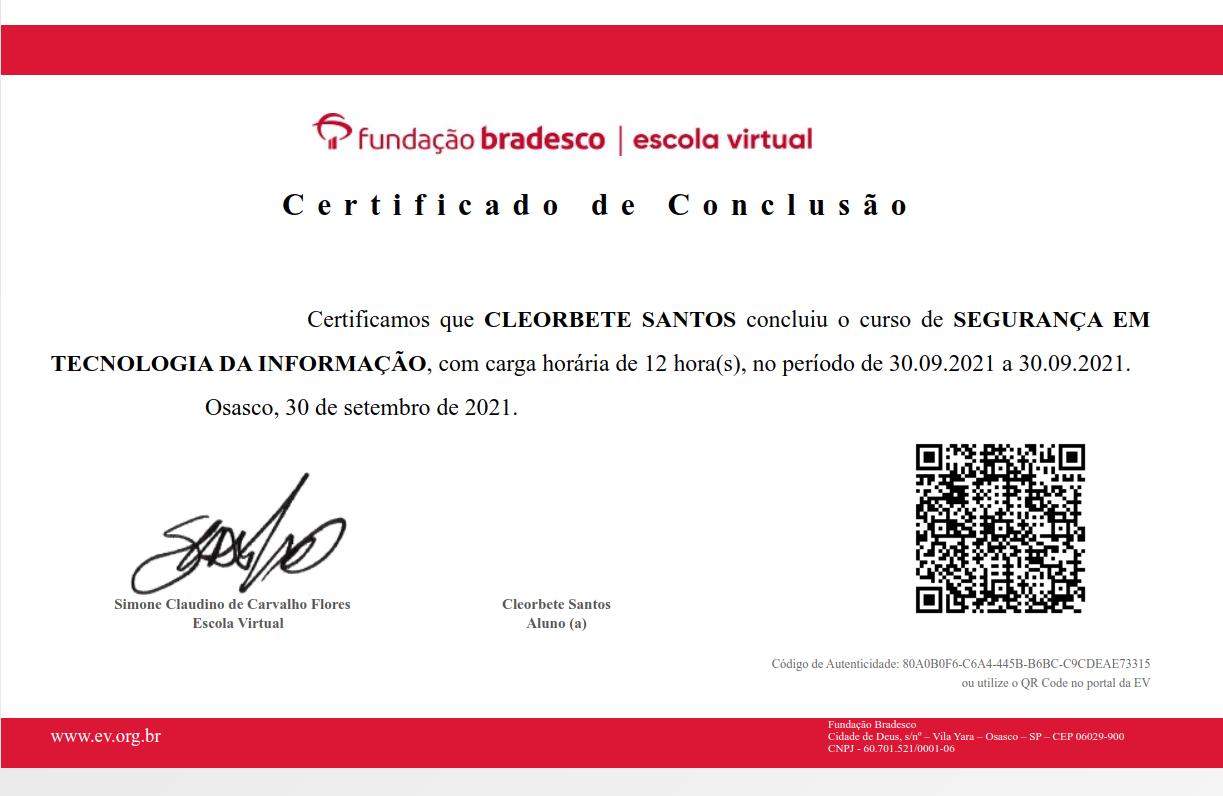 fundação bradesco | escola virtual
Certificado de Conclusão
Certificamos que CLEORBETE SANTOS concluiu o curso de SEGURANÇA EM
TECNOLOGIA DA INFORMAÇÃO, com carga horária de 12 hora(s), no período de 30.09.2021 a 30.09.2021.
Osasco, 30 de setembro de 2021.
Simone Claudino de Carvalho Flores
Escola Virtual
Cleorbete Santos
Aluno (a)
Código de Autenticidade: 80A0B0F6-C6A4-445B-B6BC-C9CDEAE73315
ou utilize o QR Code no portal da EV
www.ev.org.br
Fundação Bradesco
Cidade de Deus, s/nº – Vila Yara – Osasco – SP – CEP 06029-900
CNPJ - 60.701.521/0001-06